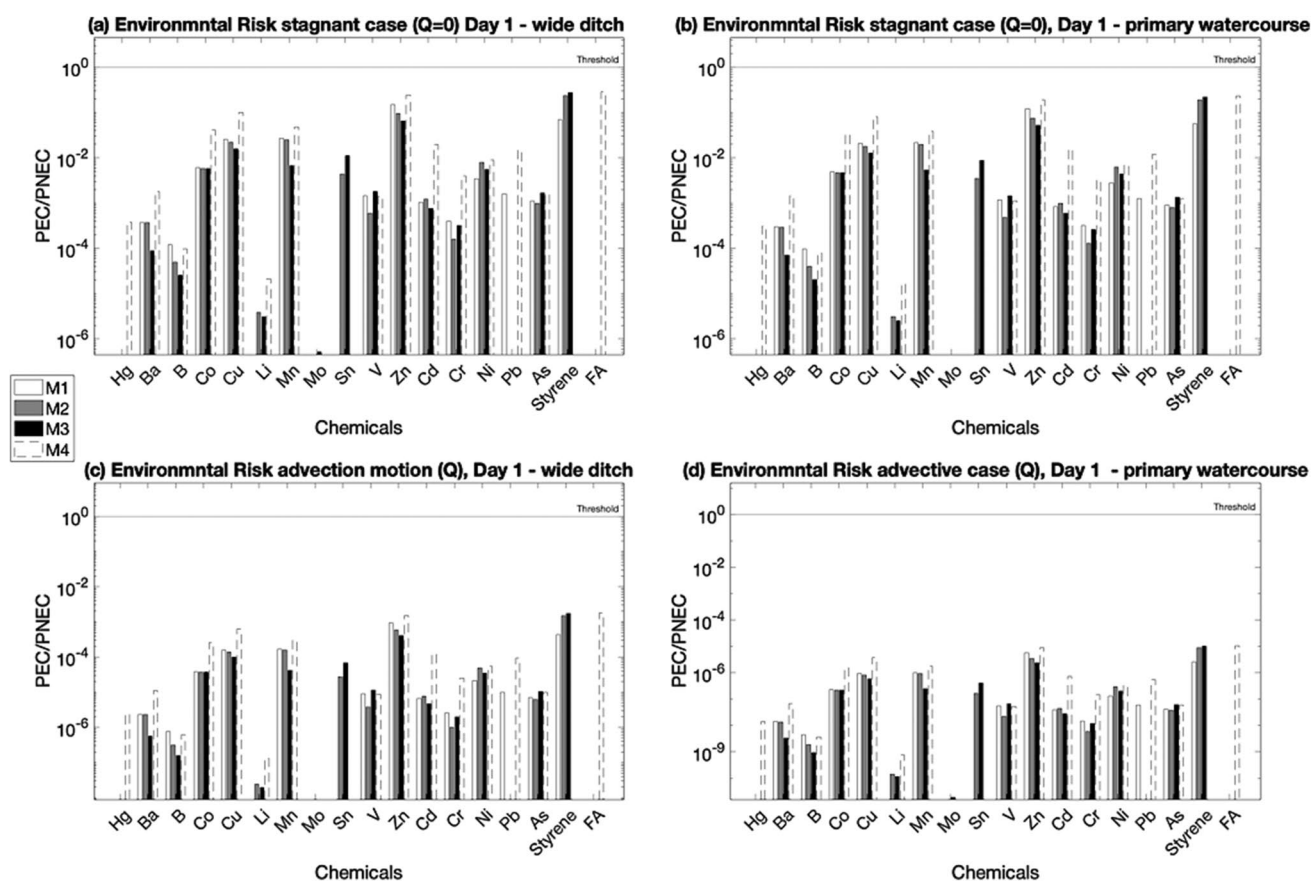 (a) Environmntal Risk stagnant case (Q=0) Day 1 - wide ditch
Threshold
10^0
10^-2
10^-4
10^-6
PEC/PNEC
Hg Ba B Co Cu Li Mn Mo Sn V Zn Cd Cr Ni Pb As Styrene FA
Chemicals
(b) Environmntal Risk stagnant case (Q=0), Day 1 - primary watercourse
Threshold
10^0
10^-2
10^-4
10^-6
PEC/PNEC
Hg Ba B Co Cu Li Mn Mo Sn V Zn Cd Cr Ni Pb As Styrene FA
Chemicals
M1
M2
M3
M4
(c) Environmntal Risk advection motion (Q), Day 1 - wide ditch
Threshold
10^0
10^-2
10^-4
10^-6
PEC/PNEC
Hg Ba B Co Cu Li Mn Mo Sn V Zn Cd Cr Ni Pb As Styrene FA
Chemicals
(d) Environmntal Risk advective case (Q), Day 1 - primary watercourse
Threshold
10^0
10^-2
10^-5
10^-6
10^-9
PEC/PNEC
Hg Ba B Co Cu Li Mn Mo Sn V Zn Cd Cr Ni Pb As Styrene FA
Chemicals